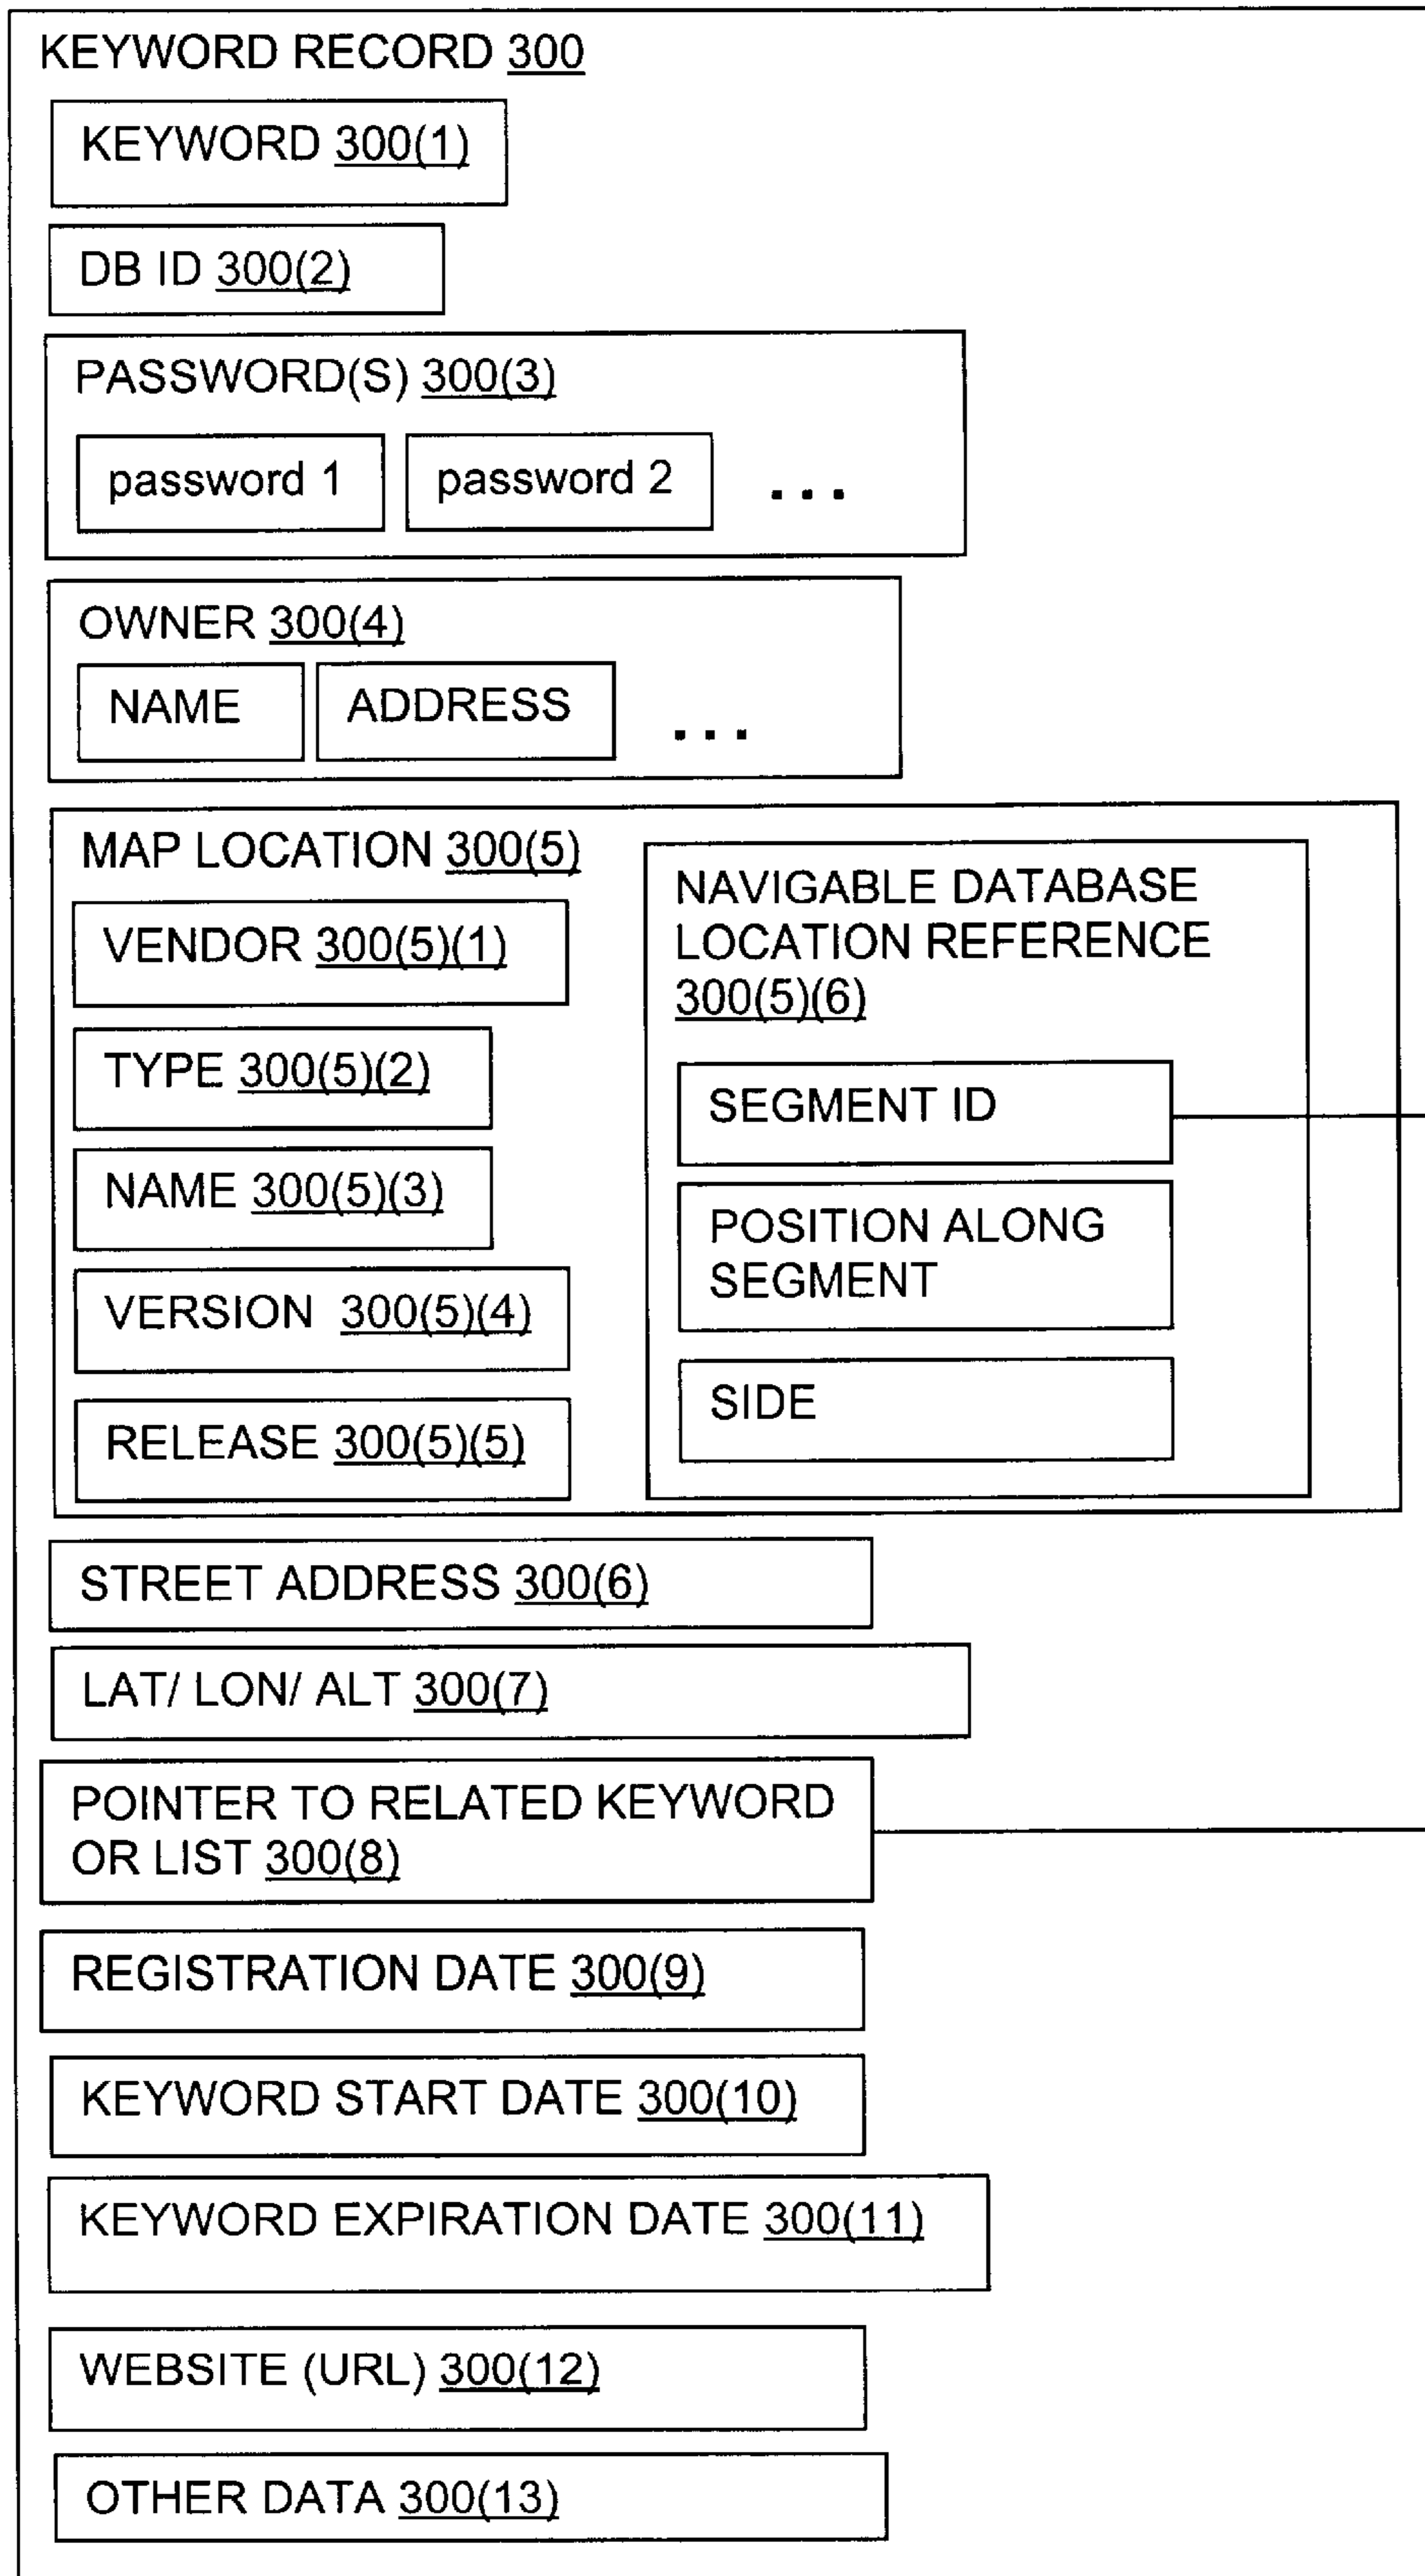 KEYWORD RECORD 300
KEYWORD 300(1)
DB ID 300(2)
PASSWORD(S) 300(3)
password 1 password 2 ...
OWNER 300(4)
NAME ADDRESS ...
MAP LOCATION 300(5)
VENDOR 300(5)(1)
TYPE 300(5)(2)
NAME 300(5)(3)
VERSION 300(5)(4)
RELEASE 300(5)(5)
NAVIGABLE DATABASE
LOCATION REFERENCE
300(5)(6)
SEGMENT ID
POSITION ALONG
SEGMENT
SIDE
STREET ADDRESS 300(6)
LAT/ LON/ ALT 300(7)
POINTER TO RELATED KEYWORD
OR LIST 300(8)
REGISTRATION DATE 300(9)
KEYWORD START DATE 300(10)
KEYWORD EXPIRATION DATE 300(11)
WEBSITE (URL) 300(12)
OTHER DATA 300(13)